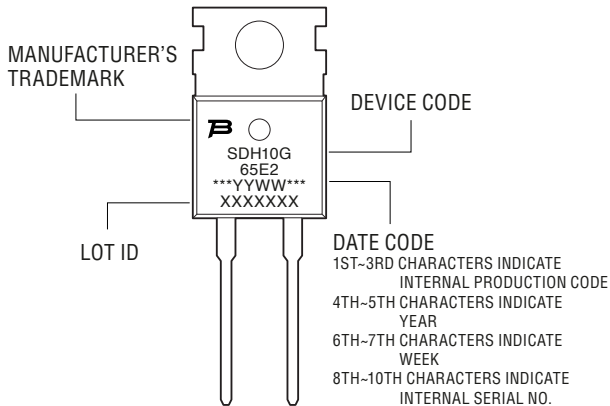 MANUFACTURER'S
TRADEMARK
DEVICE CODE
SDH10G
65E2
***YYWW***
XXXXXXX
LOT ID
DATE CODE
1ST~3RD CHARACTERS INDICATE
INTERNAL PRODUCTION CODE
4TH~5TH CHARACTERS INDICATE
YEAR
6TH~7TH CHARACTERS INDICATE
WEEK
8TH~10TH CHARACTERS INDICATE
INTERNAL SERIAL NO.